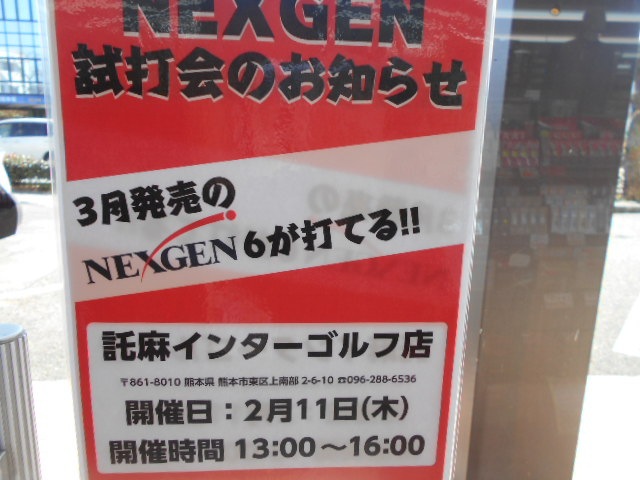 NEXGEN
試打会のお知らせ
3月発売の
NEXGEN 6が打てる!!
託麻インターゴルフ店
〒861-8010 熊本県 熊本市東区上南部 2-6-10 ☎096-288-6536
開催日：2月11日(木)
開催時間 13:00～16:00